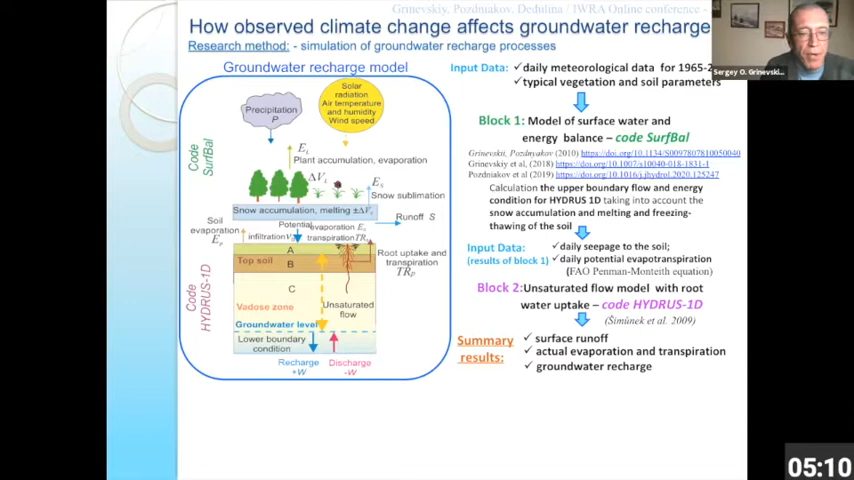 Grinevskiy, Pozdniakov, Dedulina / IWRA Online conference -
How observed climate change affects groundwater recharge
Research method: - simulation of groundwater recharge processes
Sergey O. Grinevski...
Groundwater recharge model
Code
SurfBal
Code
HYDRUS-1D
Precipitation
P
Solar
radiation
Air temperature
and humidity
Wind speed
Plant accumulation, evaporation
Snow sublimation
Snow accumulation, melting
Runoff S
Soil
evaporation
Potential
evaporation
infiltration
transpiration
Root uptake and
transpiration
A
Top soil
B
C
Vadose zone
Unsaturated
flow
Groundwater level
Lower boundary
condition
Recharge
+W
Discharge
-W
Input Data: ✓daily meteorological data for 1965-2
✓typical vegetation and soil parameters
Block 1: Model of surface water and
energy balance – code SurfBal
Grinevskii, Pozdnyakov (2010) https://doi.org/10.1134/S0097807810050040
Grinevskiy et al, (2018) https://doi.org/10.1007/s10040-018-1831-1
Pozdniakov et al (2019) https://doi.org/10.1016/j.jhydrol.2020.125247
Calculation the upper boundary flow and energy
condition for HYDRUS 1D taking into account the
snow accumulation and melting and freezing-
thawing of the soil
Input Data: ✓daily seepage to the soil;
(results of block 1) ✓daily potential evapotranspiration
(FAO Penman-Monteith equation)
Block 2:Unsaturated flow model with root
water uptake – code HYDRUS-1D
(Šimůnek et al. 2009)
Summary
results:
✓ surface runoff
✓ actual evaporation and transpiration
✓ groundwater recharge
05:10